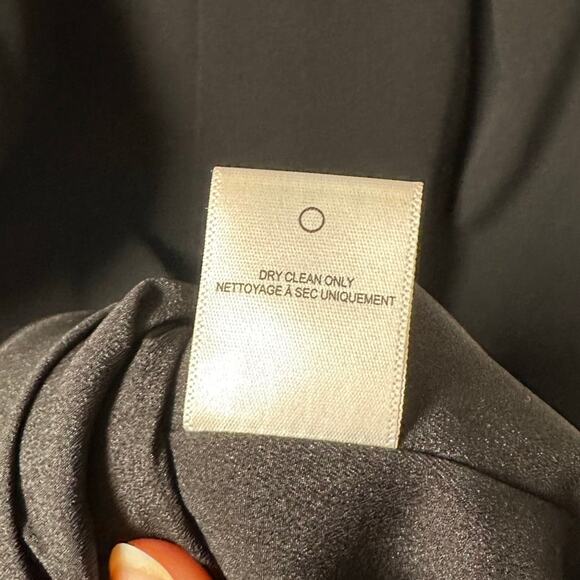 DRY CLEAN ONLY
NETTOYAGE À SEC UNIQUEMENT